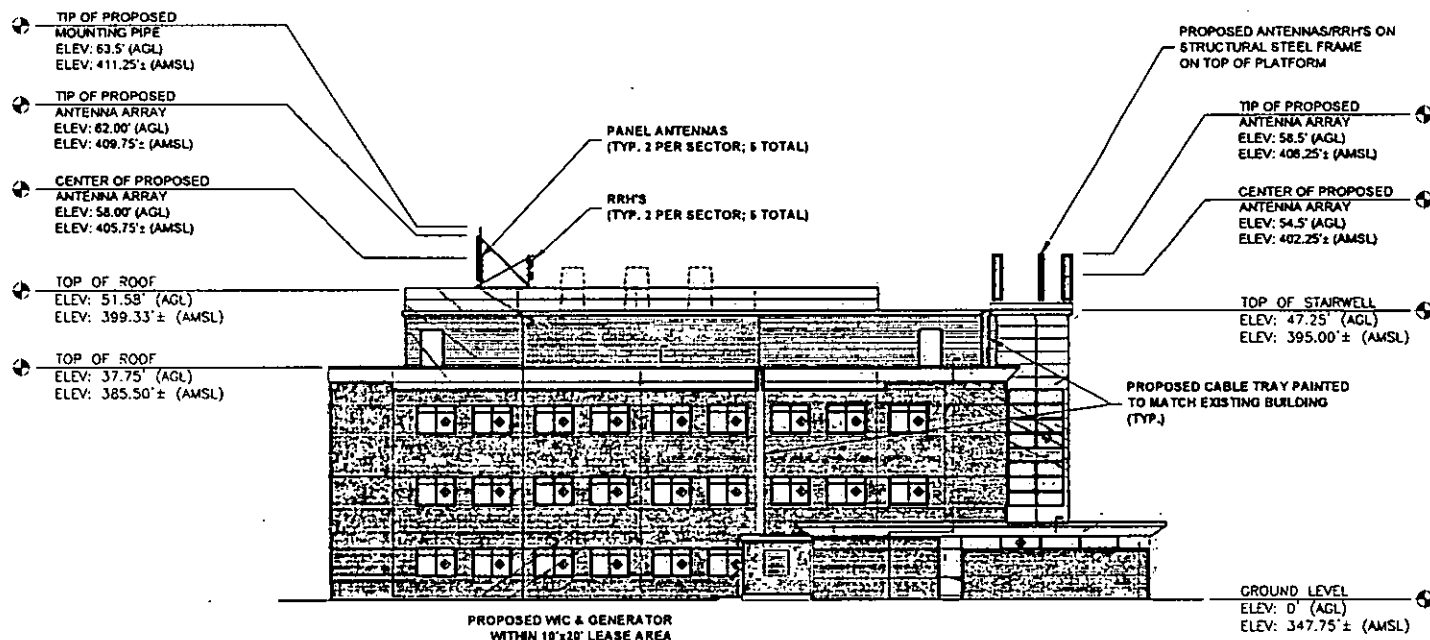 TIP OF PROPOSED
MOUNTING PIPE
ELEV: 63.5' (AGL)
ELEV: 411.25'± (AMSL)
TIP OF PROPOSED
ANTENNA ARRAY
ELEV: 62.00' (AGL)
ELEV: 409.75'± (AMSL)
CENTER OF PROPOSED
ANTENNA ARRAY
ELEV: 58.00' (AGL)
ELEV: 405.75'± (AMSL)
TOP OF ROOF
ELEV: 51.58' (AGL)
ELEV: 399.33'± (AMSL)
TOP OF ROOF
ELEV: 37.75' (AGL)
ELEV: 385.50'± (AMSL)
PANEL ANTENNAS
(TYP. 2 PER SECTOR; 6 TOTAL)
RRH'S
(TYP. 2 PER SECTOR; 6 TOTAL)
PROPOSED ANTENNAS/RRH'S ON
STRUCTURAL STEEL FRAME
ON TOP OF PLATFORM
TIP OF PROPOSED
ANTENNA ARRAY
ELEV: 58.5' (AGL)
ELEV: 406.25'± (AMSL)
CENTER OF PROPOSED
ANTENNA ARRAY
ELEV: 54.5' (AGL)
ELEV: 402.25'± (AMSL)
TOP OF STAIRWELL
ELEV: 47.25' (AGL)
ELEV: 395.00'± (AMSL)
PROPOSED CABLE TRAY PAINTED
TO MATCH EXISTING BUILDING
(TYP.)
PROPOSED WIC & GENERATOR
WITHIN 10'x20' LEASE AREA
GROUND LEVEL
ELEV: 0' (AGL)
ELEV: 347.75'± (AMSL)